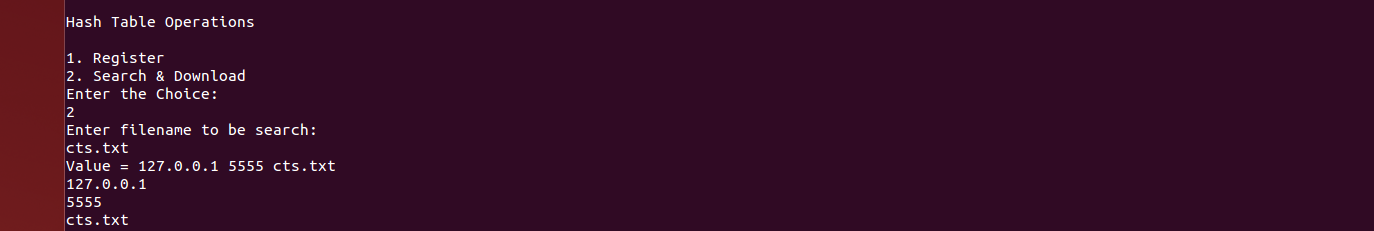 Hash Table Operations
1. Register
2. Search & Download
Enter the Choice:
2
Enter filename to be search:
cts.txt
Value = 127.0.0.1 5555 cts.txt
127.0.0.1
5555
cts.txt